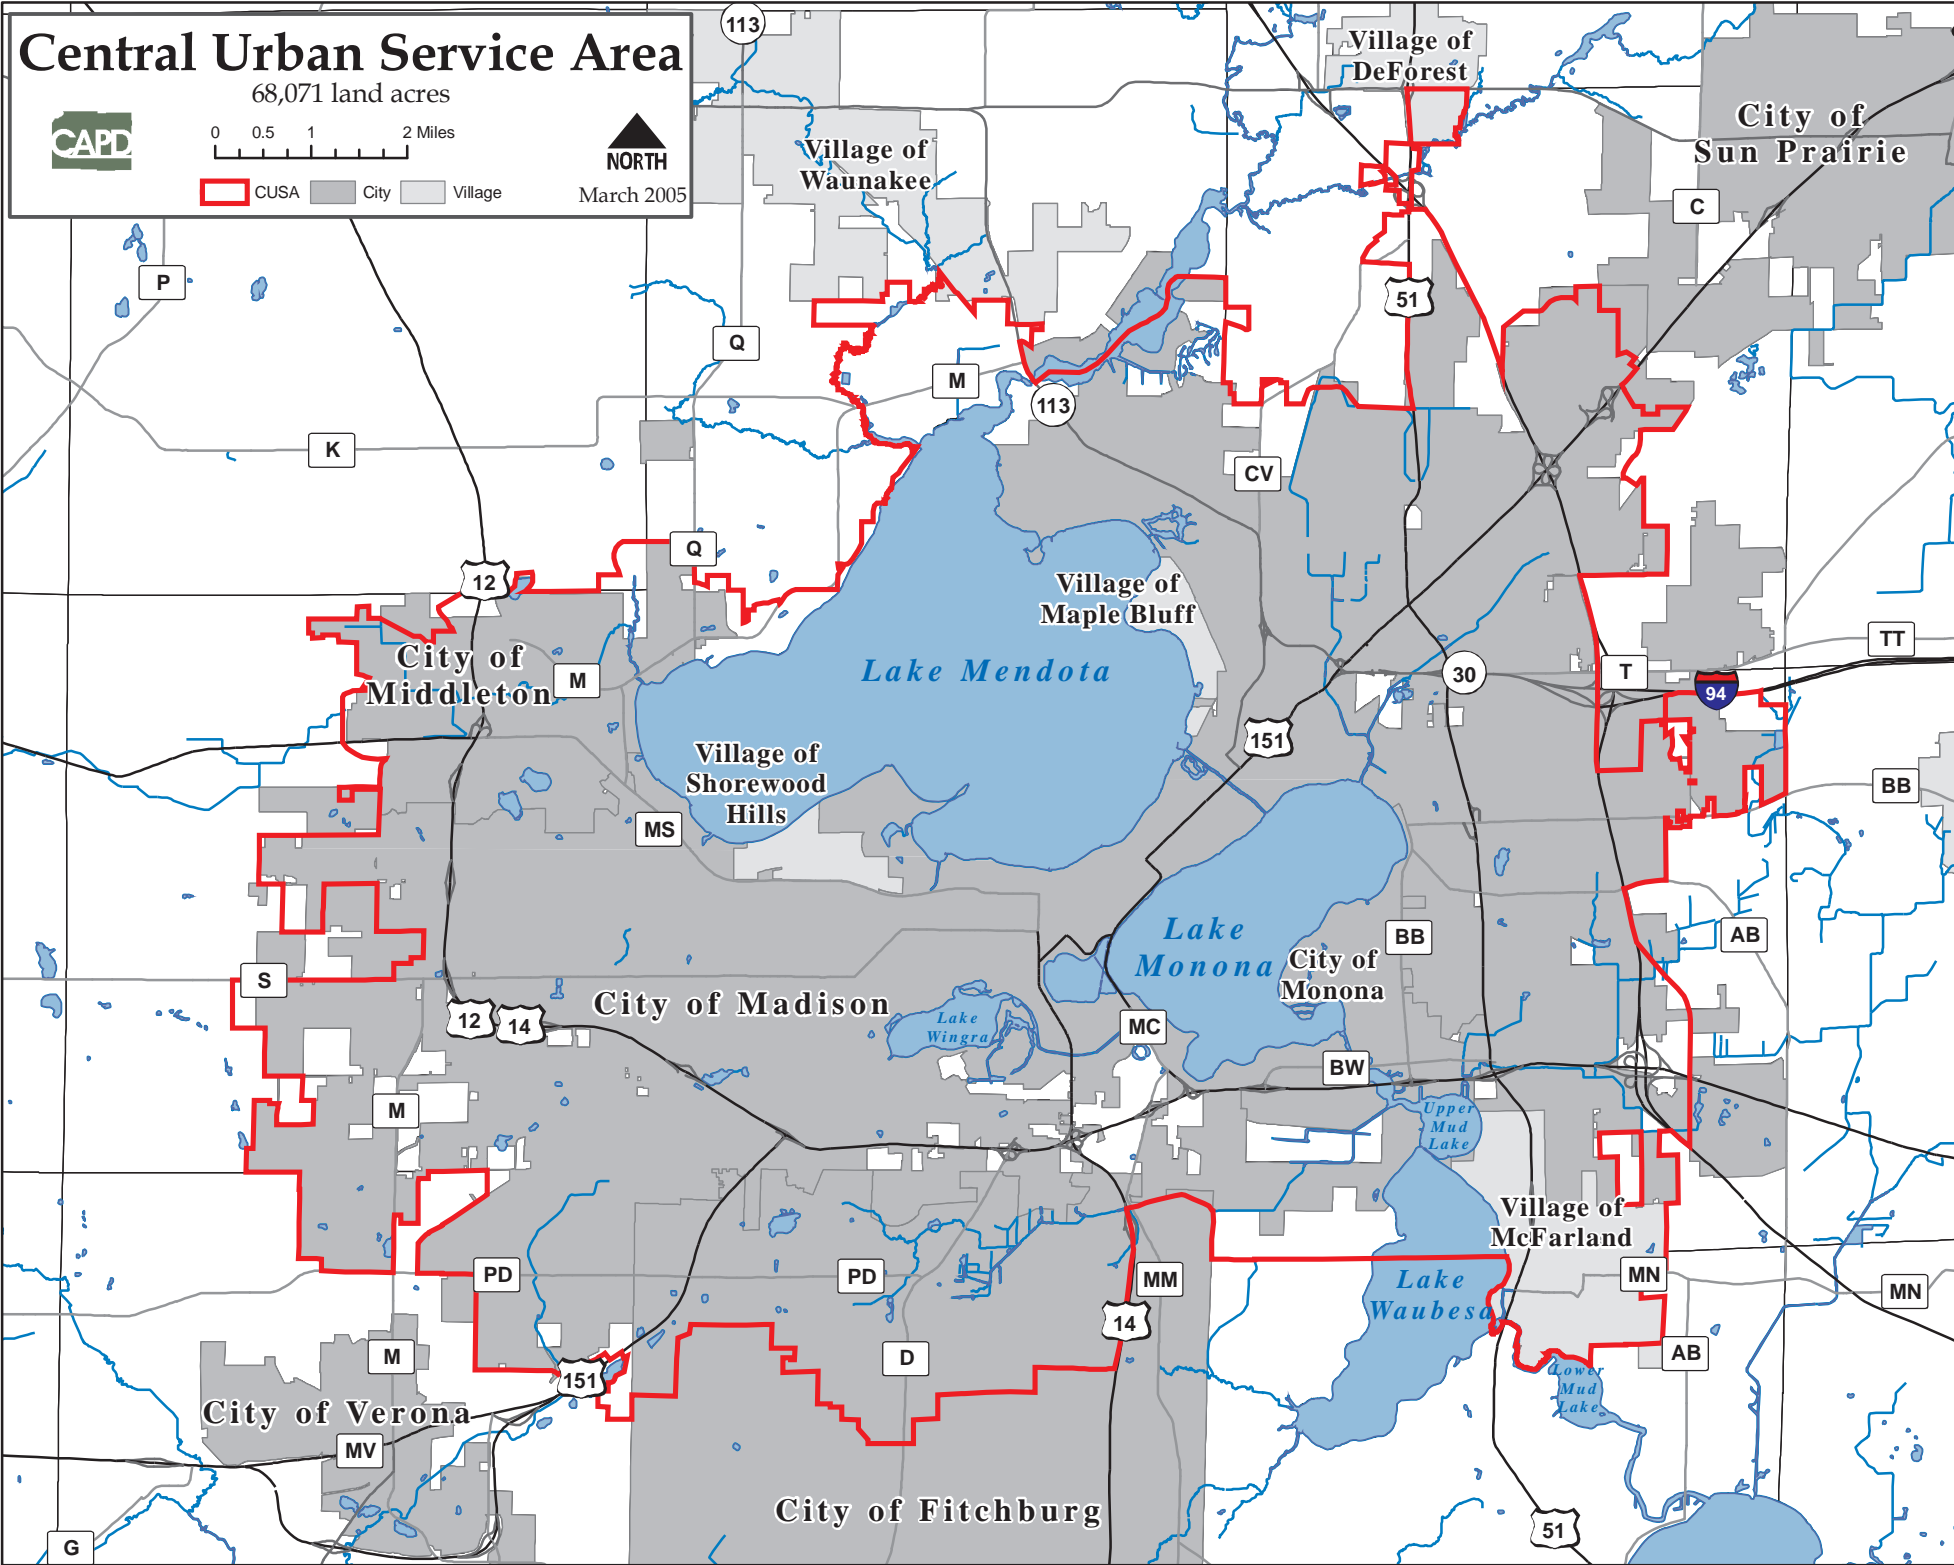 Central Urban Service Area
68,071 land acres
CAPD
0 0.5 1 2 Miles
NORTH
CUSA City Village
March 2005
113
Village of
DeForest
City of
Sun Prairie
Village of
Waunakee
C
P
51
Q
M
113
K
CV
Q
12
Village of
Maple Bluff
TT
City of
Middleton
M
Lake Mendota
30
T
94
151
Village of
Shorewood
Hills
BB
MS
Lake
Monona
BB
AB
City of
Monona
S
City of Madison
12
14
Lake
Wingra
MC
BW
M
Upper
Mud
Lake
Village of
McFarland
PD
PD
MM
Lake
Waubesa
MN
MN
14
M
D
AB
151
Lower
Mud
Lake
City of Verona
MV
City of Fitchburg
51
G